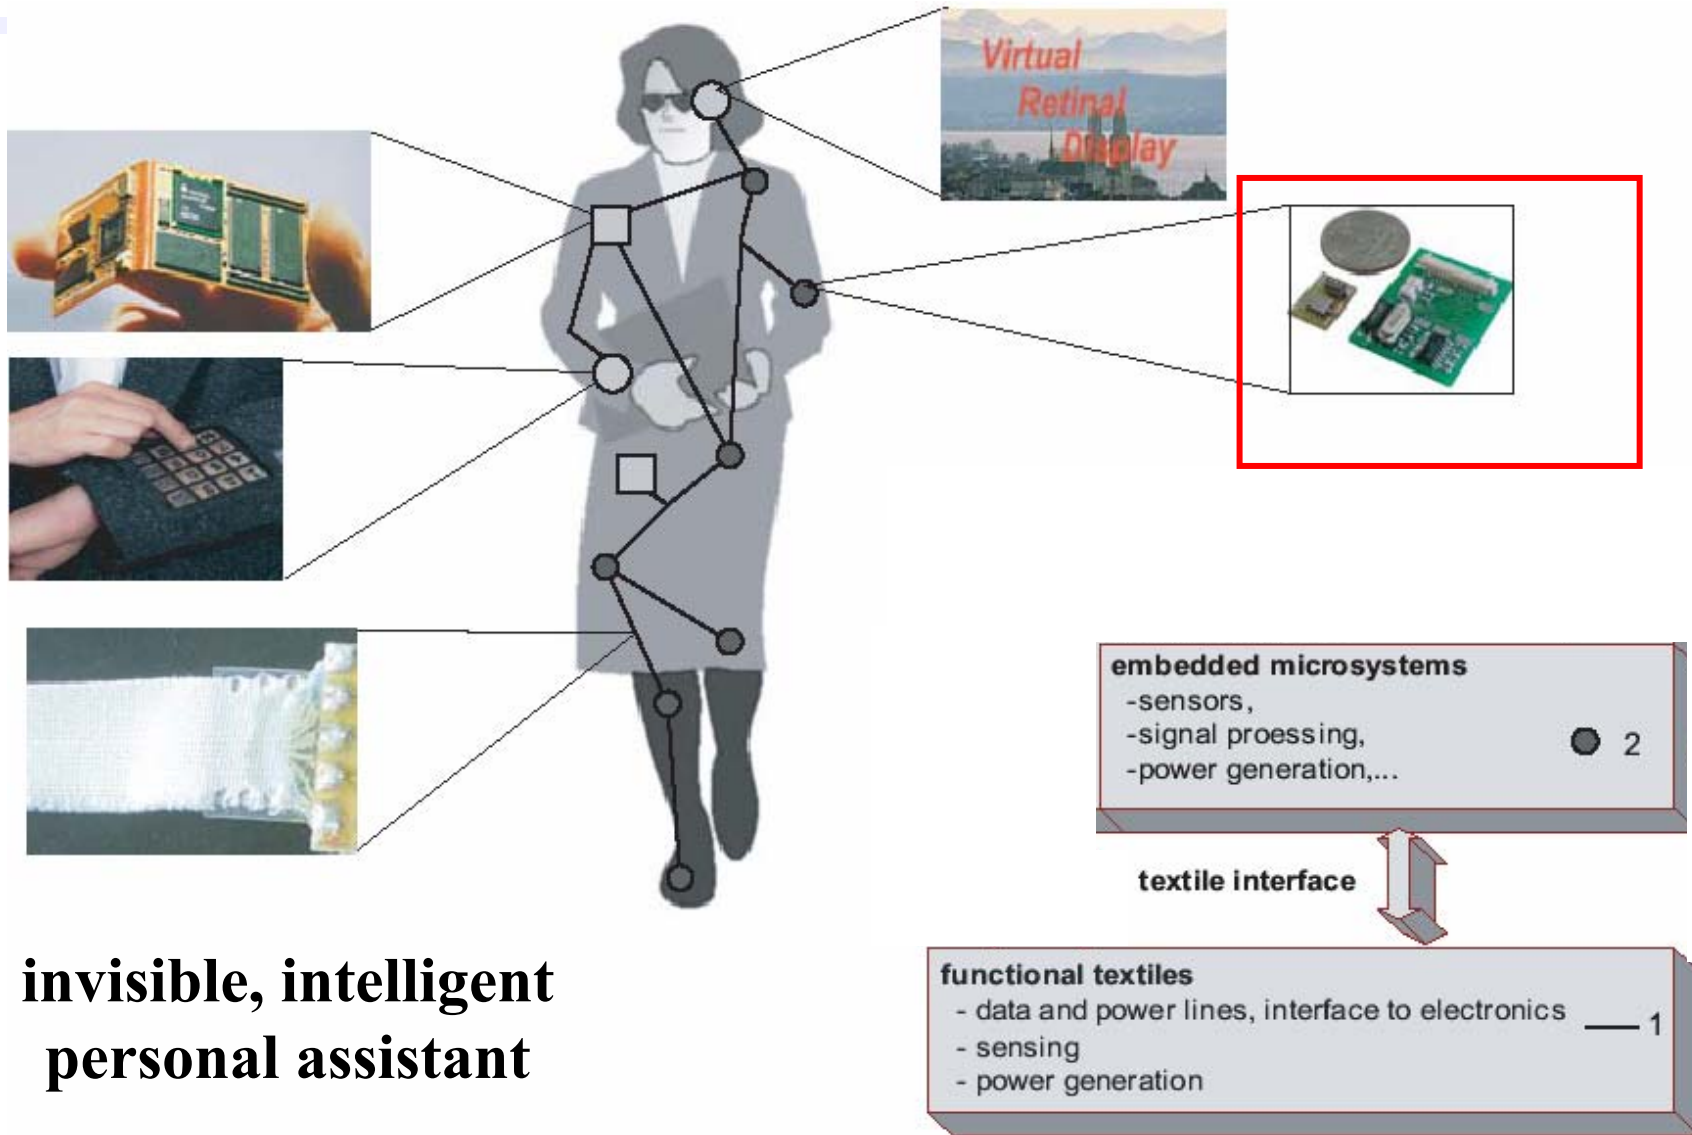 Virtual
Retinal
Display
embedded microsystems
-sensors,
-signal proessing,
-power generation,...
2
textile interface
functional textiles
- data and power lines, interface to electronics
1
- sensing
- power generation
invisible, intelligent
personal assistant